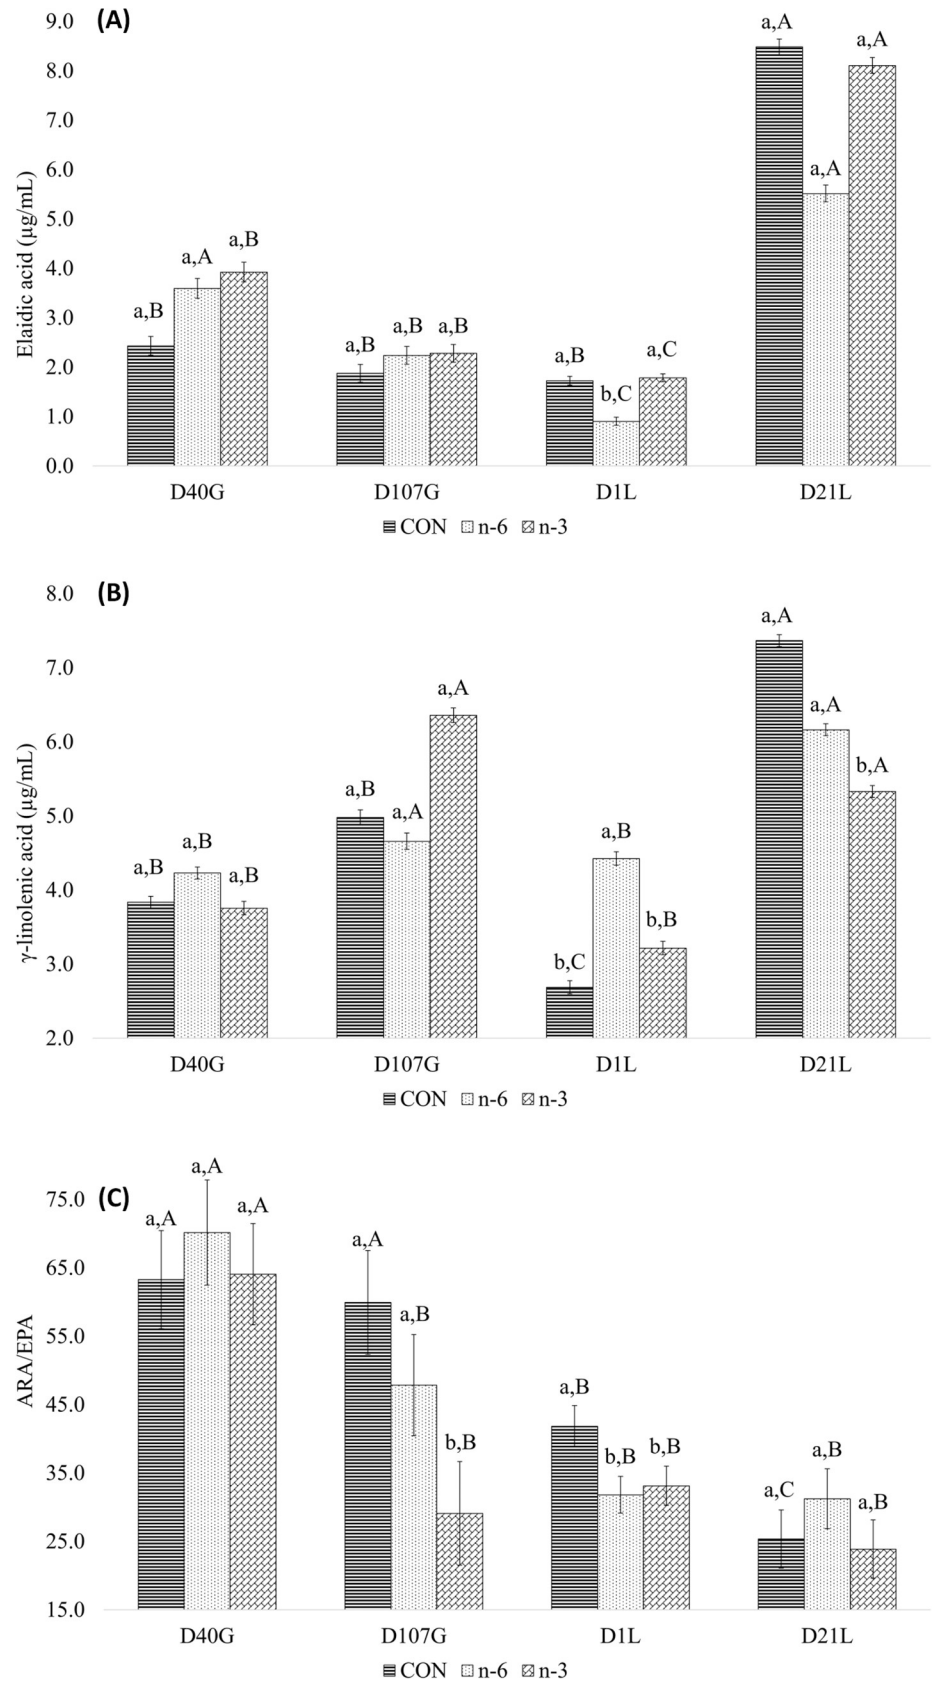 (A)
Elaidic acid (µg/mL)
9.0
8.0
7.0
6.0
5.0
4.0
3.0
2.0
1.0
0.0
a,B
a,A
a,B
a,B
a,B
a,B
a,B
b,C
a,C
a,A
a,A
a,A
D40G D107G D1L D21L
CON n-6 n-3
(B)
γ-linolenic acid (µg/mL)
8.0
7.0
6.0
5.0
4.0
3.0
2.0
a,B
a,B
a,B
a,B
a,A
a,A
b,C
a,B
b,B
a,A
a,A
b,A
D40G D107G D1L D21L
CON n-6 n-3
(C)
ARA/EPA
75.0
65.0
55.0
45.0
35.0
25.0
15.0
a,A
a,A
a,A
a,A
a,B
b,B
a,B
b,B
b,B
a,C
a,B
a,B
D40G D107G D1L D21L
CON n-6 n-3